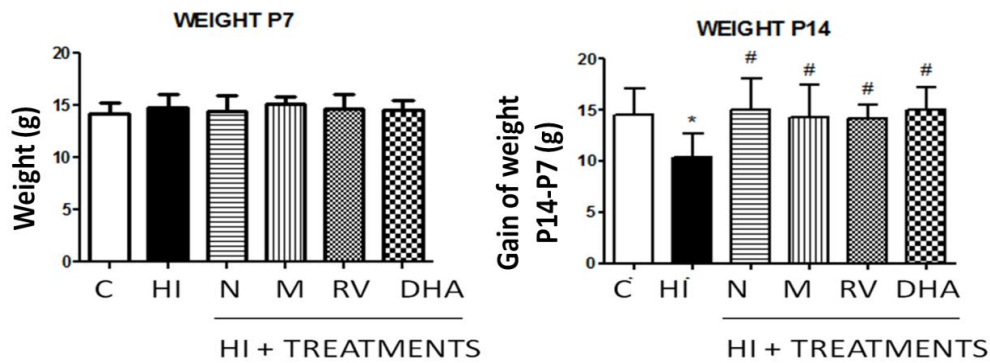 WEIGHT P7
Weight (g)
20
15
10
5
0
C HI N M RV DHA
HI + TREATMENTS
WEIGHT P14
Gain of weight
P14-P7 (g)
20
15
10
5
0
*
#
#
#
#
C HI N M RV DHA
HI + TREATMENTS